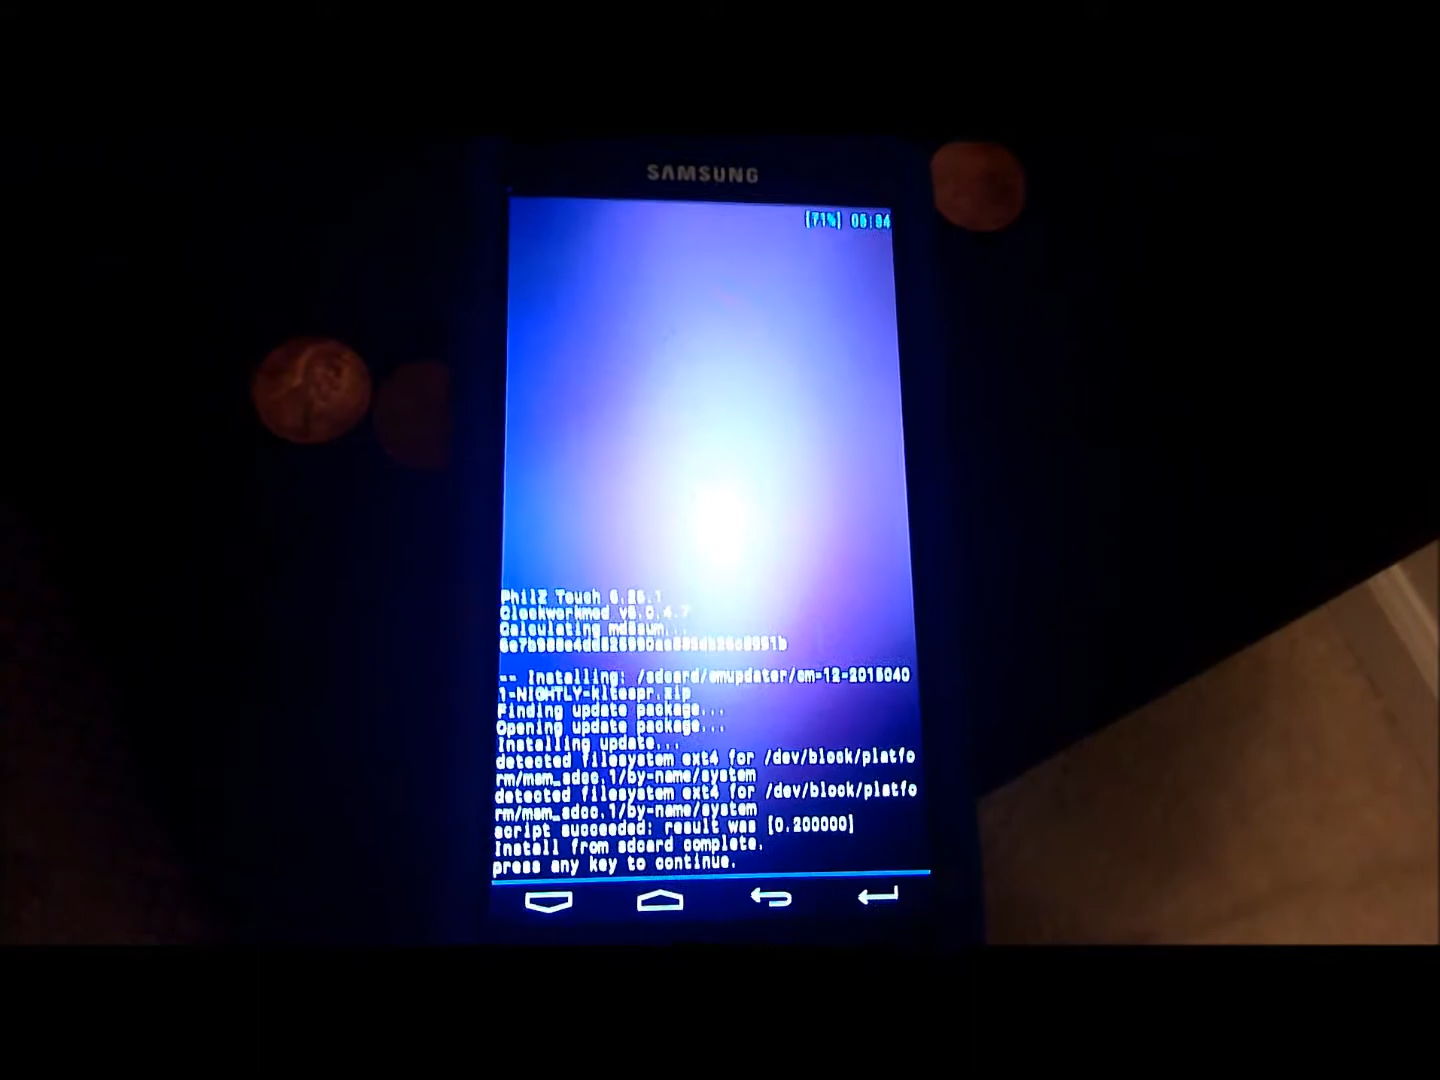 SAMSUNG
[71%]
PhilZ Touch 6.26.1
Clockworkmod v6.0.4.7
Calculating md5sum...
-- Installing: /sdcard/cmupdater/cm-12-2015040
1-NIGHTLY-kltespr.zip
Finding update package...
Opening update package...
Installing update...
detected filesystem ext4 for /dev/block/platfo
rm/msm_sdcc.1/by-name/system
detected filesystem ext4 for /dev/block/platfo
rm/msm_sdcc.1/by-name/system
script succeeded: result was [0.200000]
Install from sdcard complete.
press any key to continue.